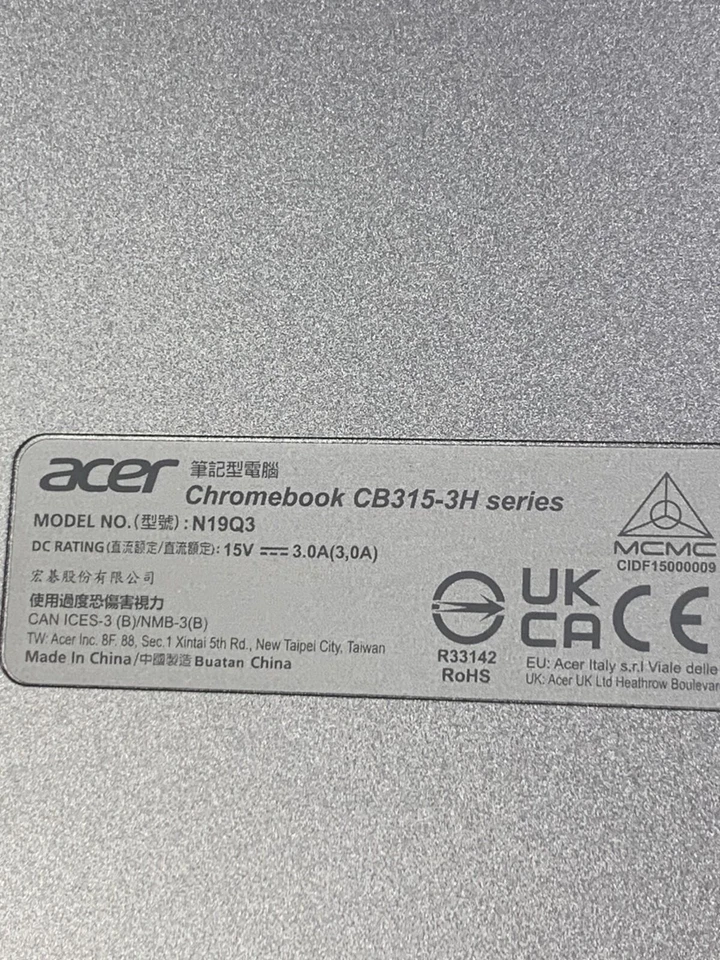 acer 筆記型電腦
Chromebook CB315-3H series
MODEL NO.(型號): N19Q3
DC RATING(直流額定/直流額定): 15V ⎓ 3.0A(3,0A)
宏碁股份有限公司
使用過度恐傷害視力
CAN ICES-3 (B)/NMB-3(B)
TW: Acer Inc. 8F. 88, Sec.1 Xintai 5th Rd., New Taipei City, Taiwan
Made In China/中國製造 Buatan China
R33142
RoHS
UK
CA
CE
MCMC
CIDF15000009
EU: Acer Italy s.r.l Viale delle
UK: Acer UK Ltd Heathrow Boulevar